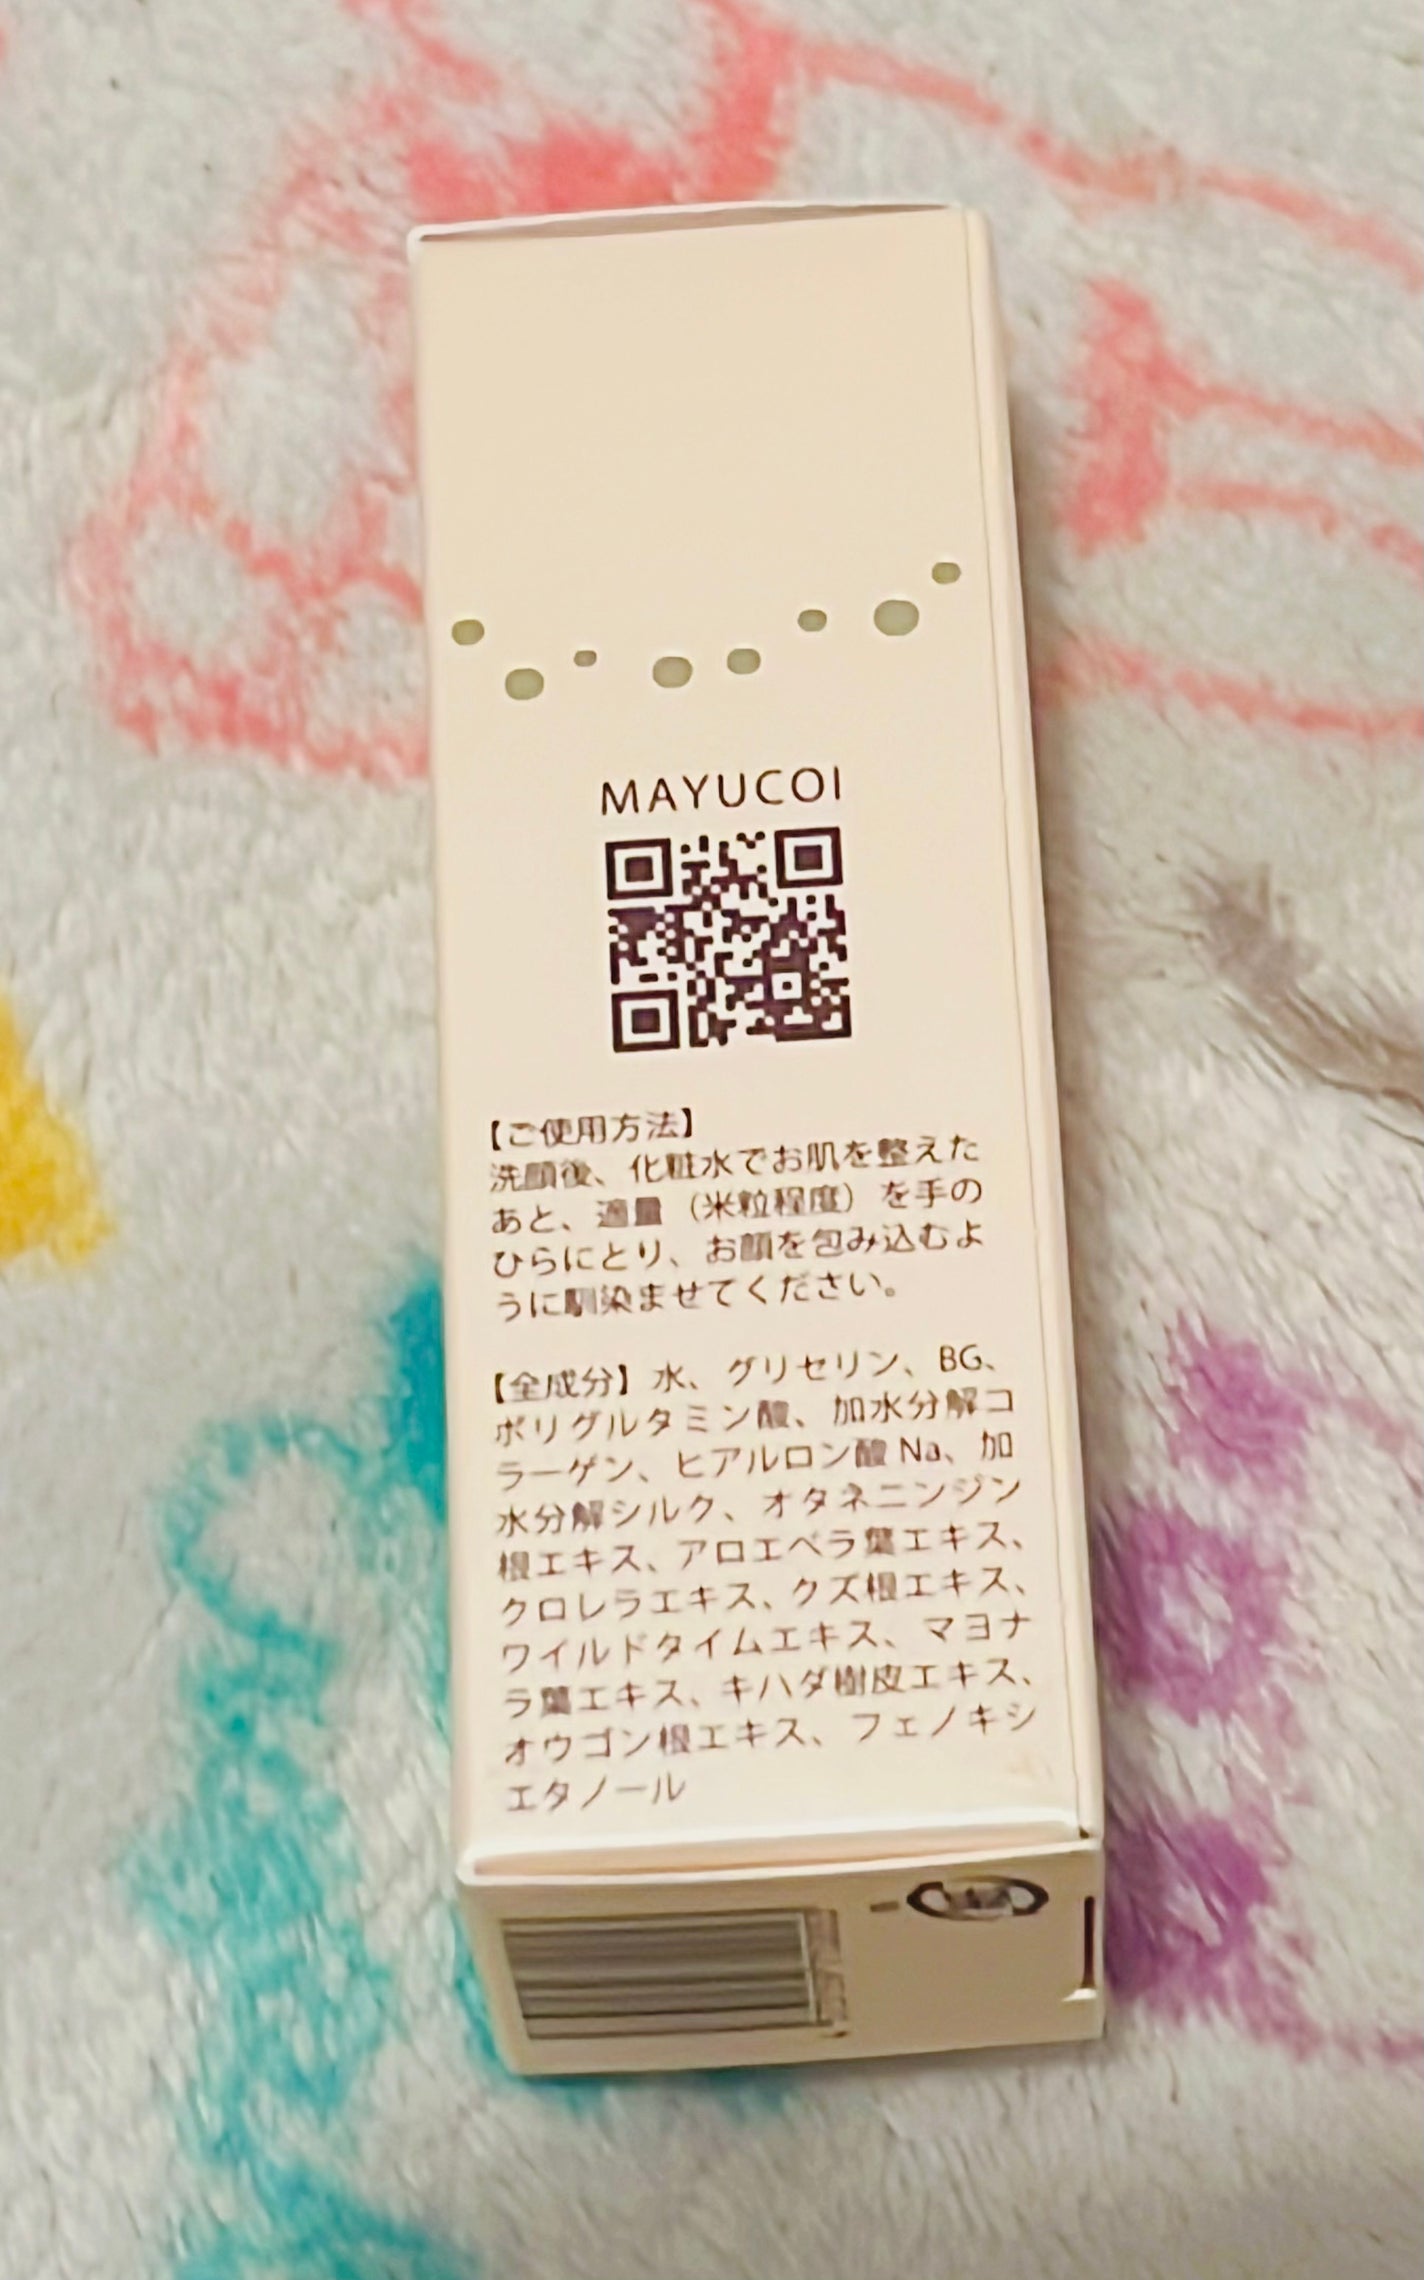 MAYUCOI
【ご使用方法】
洗顔後、化粧水でお肌を整えた
あと、適量（米粒程度）を手の
ひらにとり、お顔を包み込むよ
うに馴染ませてください。
【全成分】水、グリセリン、BG、
ポリグルタミン酸、加水分解コ
ラーゲン、ヒアルロン酸 Na、加
水分解シルク、オタネニンジン
根エキス、アロエベラ葉エキス、
クロレラエキス、クズ根エキス、
ワイルドタイムエキス、マヨナ
ラ葉エキス、キハダ樹皮エキス、
オウゴン根エキス、フェノキシ
エタノール